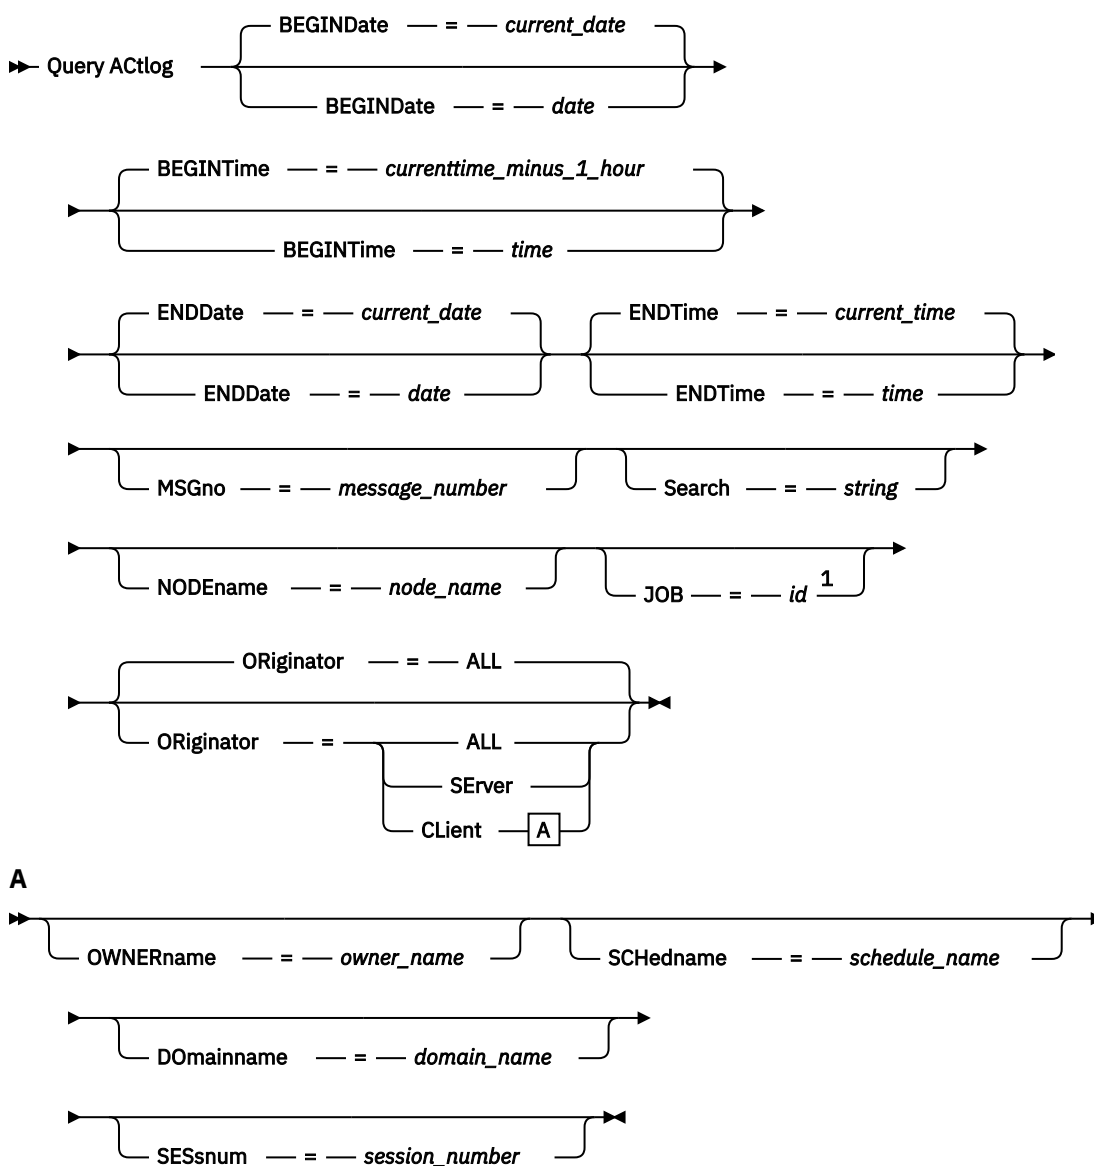 BEGINDate = current_date
Query ACtlog
BEGINDate = date
BEGINTime = currenttime_minus_1_hour
BEGINTime = time
ENDDate = current_date ENDTime = current_time
ENDDate = date ENDTime = time
MSGno = message_number Search = string
NODEname = node_name JOB = id 1
ORiginator = ALL
ORiginator = ALL
SErver
CLient A
A
OWNERname = owner_name SCHedname = schedule_name
DOmainname = domain_name
SESsnum = session_number